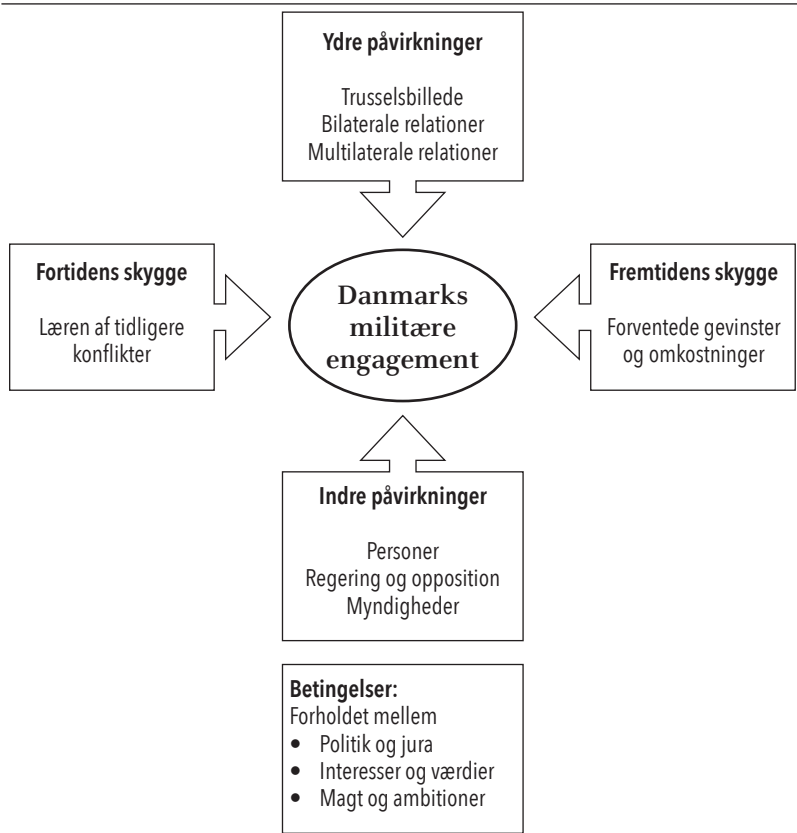 Ydre påvirkninger
Trusselsbillede
Bilaterale relationer
Multilaterale relationer
Fortidens skygge
Læren af tidligere
konflikter
Danmarks
militære
engagement
Fremtidens skygge
Forventede gevinster
og omkostninger
Indre påvirkninger
Personer
Regering og opposition
Myndigheder
Betingelser:
Forholdet mellem
• Politik og jura
• Interesser og værdier
• Magt og ambitioner